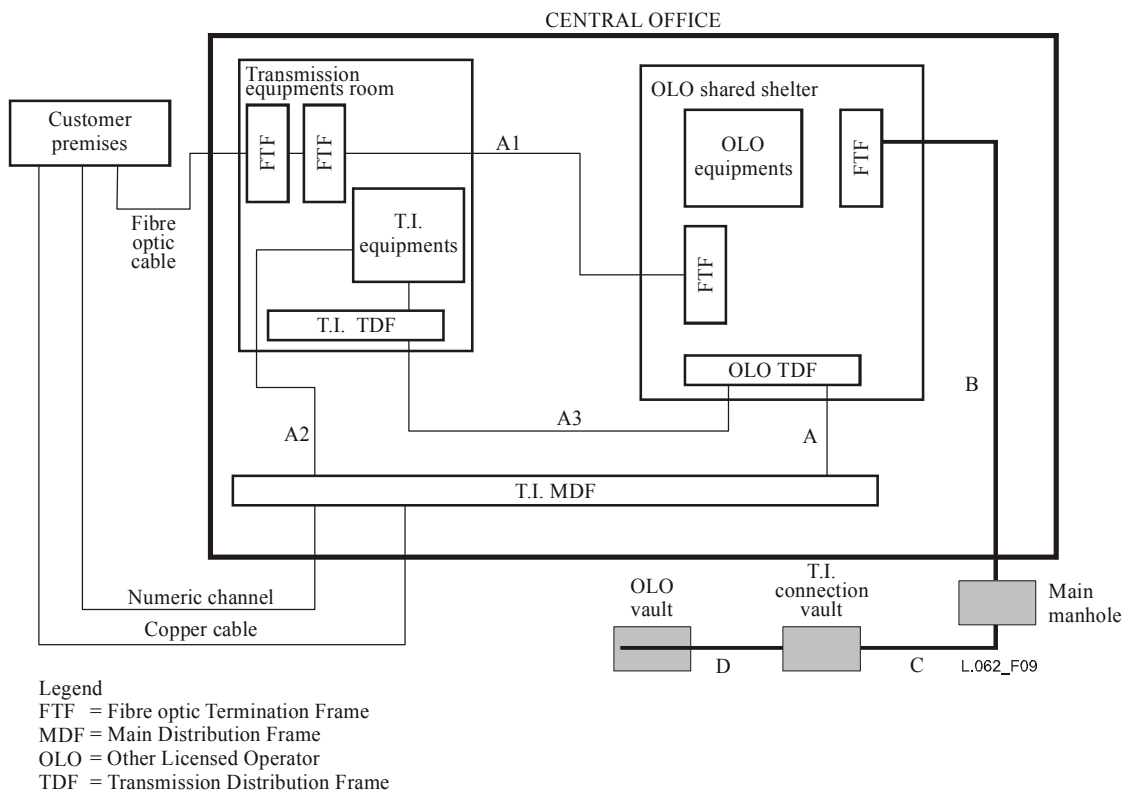 CENTRAL OFFICE
Transmission
equipments room
OLO shared shelter
Customer
premises
FTF
FTF
A1
OLO
equipments
FTF
Fibre
optic
cable
T.I.
equipments
FTF
T.I. TDF
OLO TDF
B
A3
A2
A
T.I. MDF
Numeric channel
Copper cable
OLO
vault
T.I.
connection
vault
Main
manhole
D
C
L.062_F09
Legend
FTF = Fibre optic Termination Frame
MDF = Main Distribution Frame
OLO = Other Licensed Operator
TDF = Transmission Distribution Frame